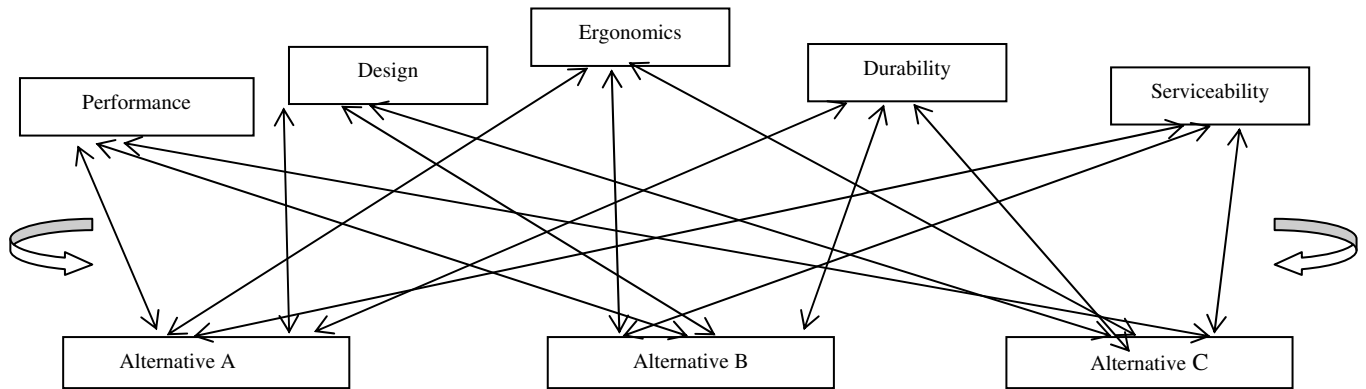 Ergonomics
Design
Durability
Performance
Serviceability
Alternative A
Alternative B
Alternative C